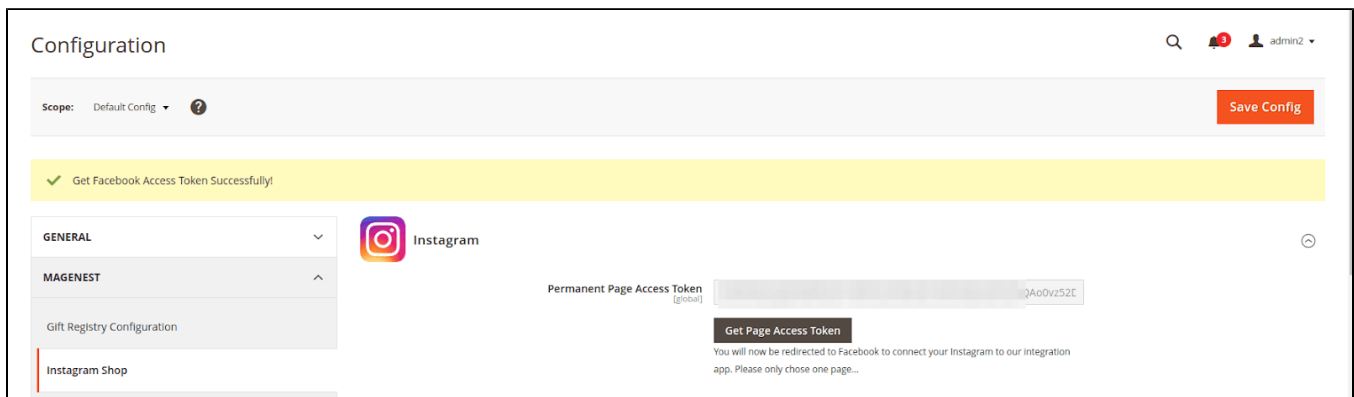 Configuration
3
admin2
Scope: Default Config
?
Save Config
Get Facebook Access Token Successfully!
GENERAL
Instagram
MAGENEST
Permanent Page Access Token
[global]
QAo0vz52D
Gift Registry Configuration
Get Page Access Token
You will now be redirected to Facebook to connect your Instagram to our integration
app. Please only chose one page...
Instagram Shop